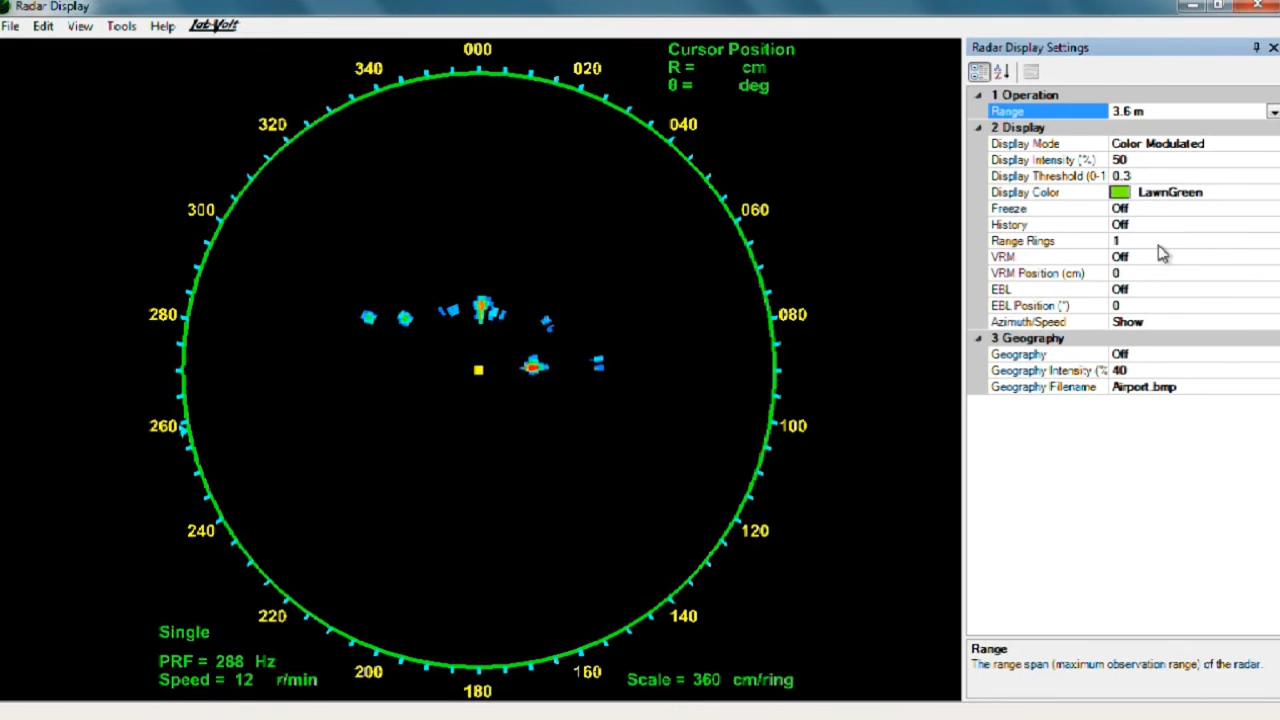 Radar Display
File Edit View Tools Help Lab-Volt
000
340
020
320
040
300
060
280
080
260
100
240
120
220
140
200
160
180
Cursor Position
R = cm
θ = deg
Single
PRF = 288 Hz
Speed = 12 r/min
Scale = 360 cm/ring
Radar Display Settings
1 Operation
Range 3.6 m
2 Display
Display Mode Color Modulated
Display Intensity (%) 50
Display Threshold (0-1 0.3
Display Color LawnGreen
Freeze Off
History Off
Range Rings 1
VRM Off
VRM Position (cm) 0
EBL Off
EBL Position (°) 0
Azimuth/Speed Show
3 Geography
Geography Off
Geography Intensity (% 40
Geography Filename Airport.bmp
Range
The range span (maximum observation range) of the radar.